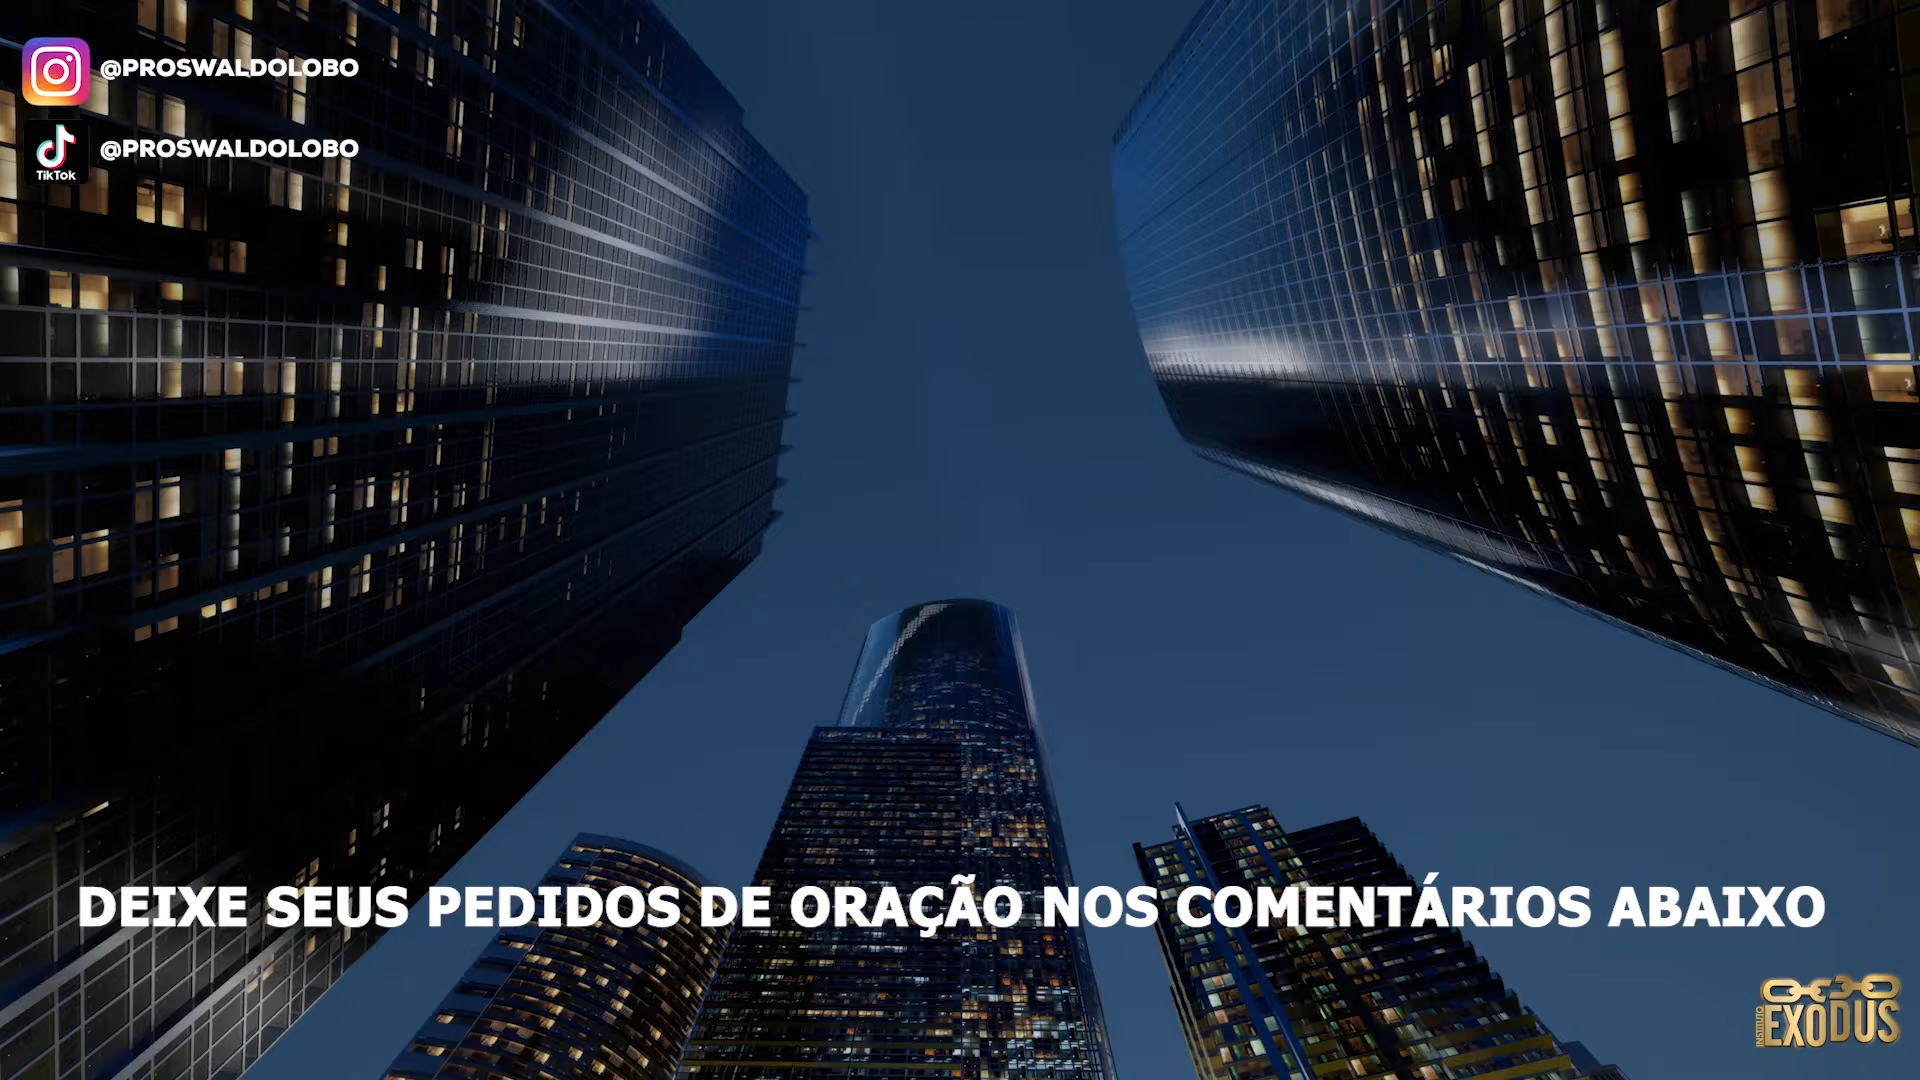 @PROSWALDOLOBO
TikTok
@PROSWALDOLOBO
DEIXE SEUS PEDIDOS DE ORAÇÃO NOS COMENTÁRIOS ABAIXO
INSTITUTO
EXODUS